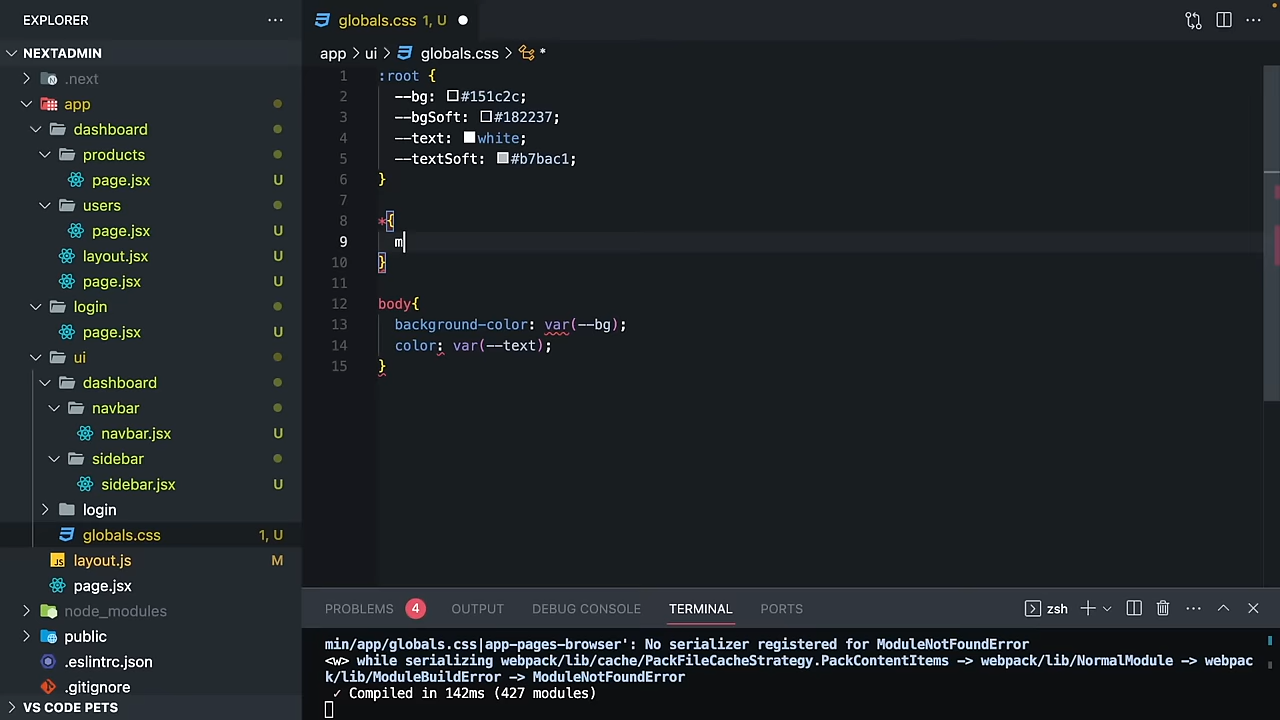 EXPLORER ···
NEXTADMIN
.next
app
dashboard
products
page.jsx U
users
page.jsx U
layout.jsx U
page.jsx U
login
page.jsx U
ui
dashboard
navbar
navbar.jsx U
sidebar
sidebar.jsx U
login
globals.css 1, U
layout.js M
page.jsx
node_modules
public
.eslintrc.json
.gitignore
VS CODE PETS
globals.css 1, U
app > ui > globals.css > *
1 :root {
2 --bg: #151c2c;
3 --bgSoft: #182237;
4 --text: white;
5 --textSoft: #b7bac1;
6 }
7
8 *{
9 m
10 }
11
12 body{
13 background-color: var(--bg);
14 color: var(--text);
15 }
PROBLEMS 4 OUTPUT DEBUG CONSOLE TERMINAL PORTS zsh
min/app/globals.css|app-pages-browser': No serializer registered for ModuleNotFoundError
<w> while serializing webpack/lib/cache/PackFileCacheStrategy.PackContentItems -> webpack/lib/NormalModule -> webpac
k/lib/ModuleBuildError -> ModuleNotFoundError
✓ Compiled in 142ms (427 modules)